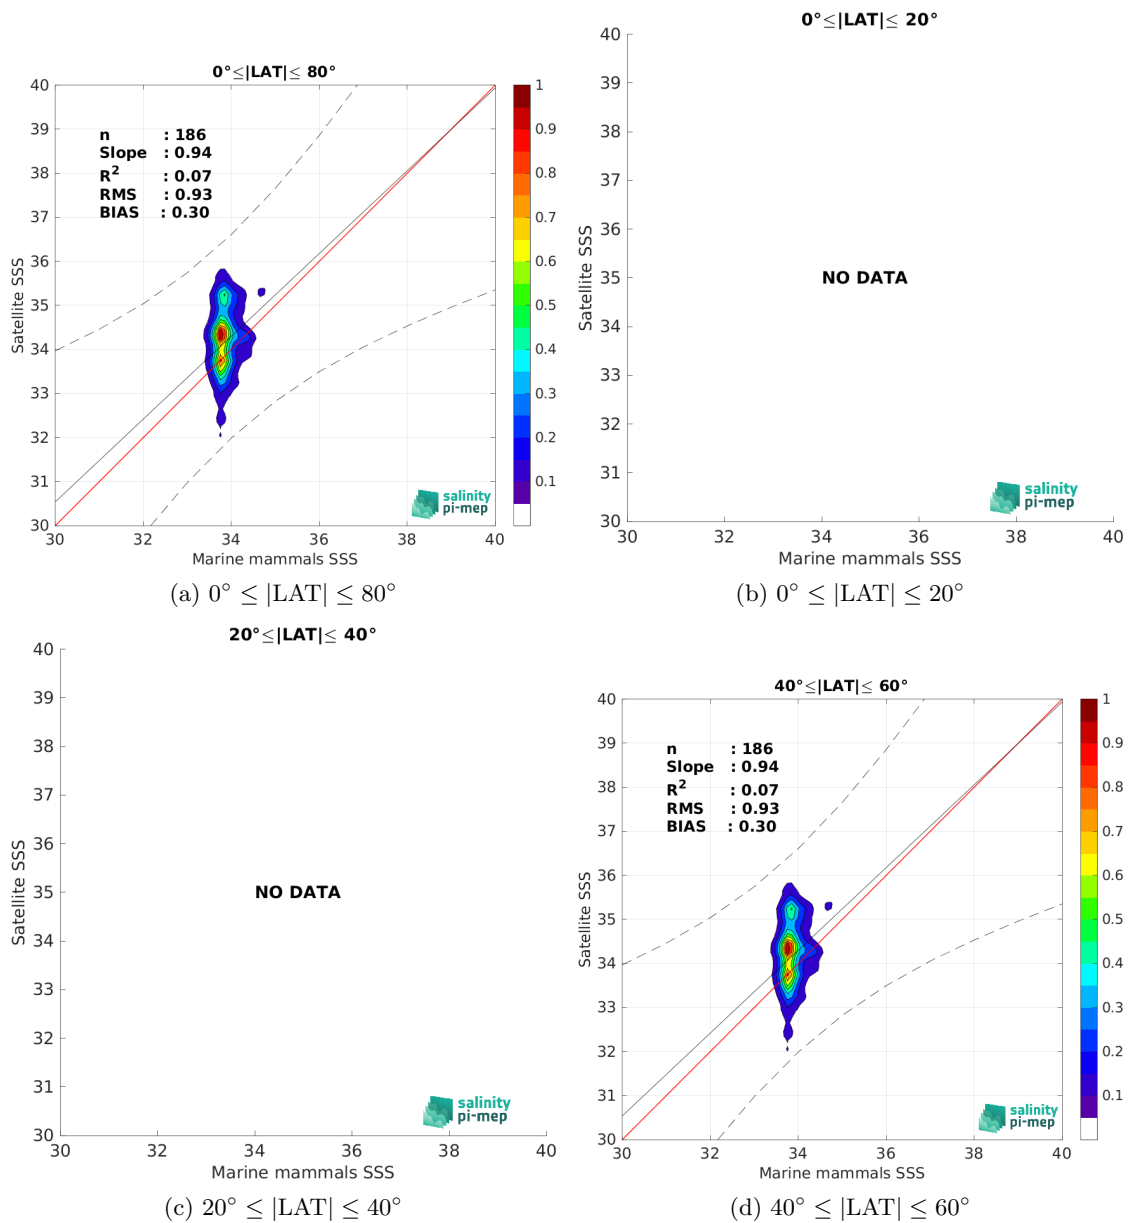 0°≤|LAT|≤ 80°
n : 186
Slope : 0.94
R² : 0.07
RMS : 0.93
BIAS : 0.30
40
39
38
37
36
35
34
33
32
31
30
Satellite SSS
30 32 34 36 38 40
Marine mammals SSS
1
0.9
0.8
0.7
0.6
0.5
0.4
0.3
0.2
0.1
salinity
pi-mep
(a) 0° ≤ |LAT| ≤ 80°
0°≤|LAT|≤ 20°
40
39
38
37
36
35
34
33
32
31
30
Satellite SSS
NO DATA
30 32 34 36 38 40
Marine mammals SSS
salinity
pi-mep
(b) 0° ≤ |LAT| ≤ 20°
20°≤|LAT|≤ 40°
40
39
38
37
36
35
34
33
32
31
30
Satellite SSS
NO DATA
30 32 34 36 38 40
Marine mammals SSS
salinity
pi-mep
(c) 20° ≤ |LAT| ≤ 40°
40°≤|LAT|≤ 60°
n : 186
Slope : 0.94
R² : 0.07
RMS : 0.93
BIAS : 0.30
40
39
38
37
36
35
34
33
32
31
30
Satellite SSS
30 32 34 36 38 40
Marine mammals SSS
1
0.9
0.8
0.7
0.6
0.5
0.4
0.3
0.2
0.1
salinity
pi-mep
(d) 40° ≤ |LAT| ≤ 60°